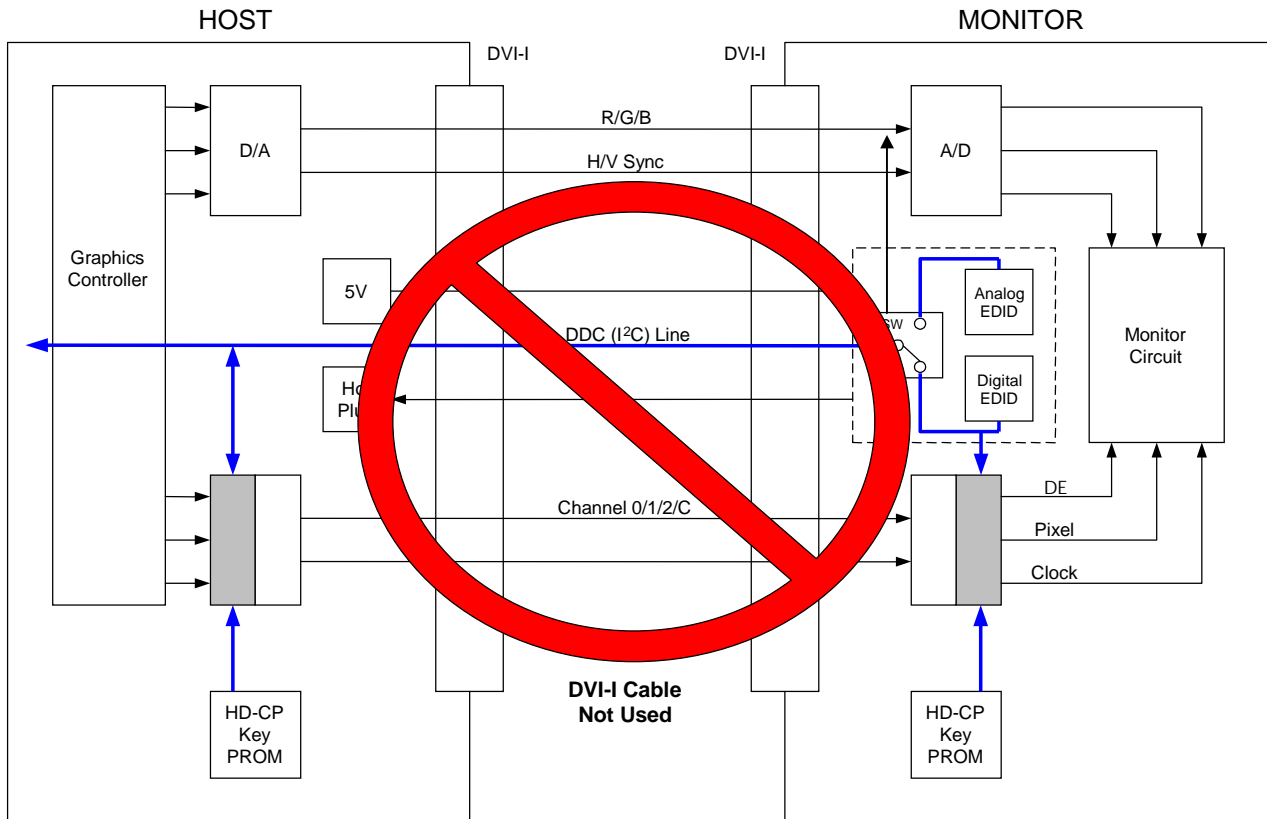 HOST
MONITOR
DVI-I
DVI-I
R/G/B
D/A
A/D
H/V Sync
Graphics
Controller
5V
Analog
EDID
SW
DDC (I²C) Line
Monitor
Circuit
Digital
EDID
Channel 0/1/2/C
DE
Pixel
Clock
DVI-I Cable
Not Used
HD-CP
Key
PROM
HD-CP
Key
PROM